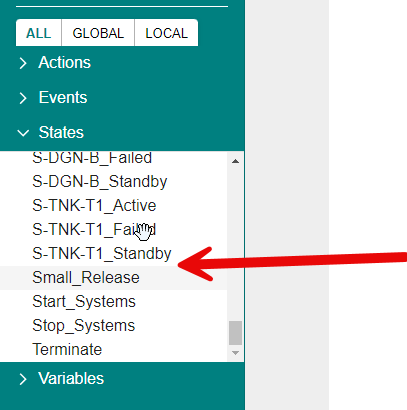 ALL GLOBAL LOCAL
Actions
Events
States
S-DGN-B_Failed
S-DGN-B_Standby
S-TNK-T1_Active
S-TNK-T1_Failed
S-TNK-T1_Standby
Small_Release
Start_Systems
Stop_Systems
Terminate
Variables